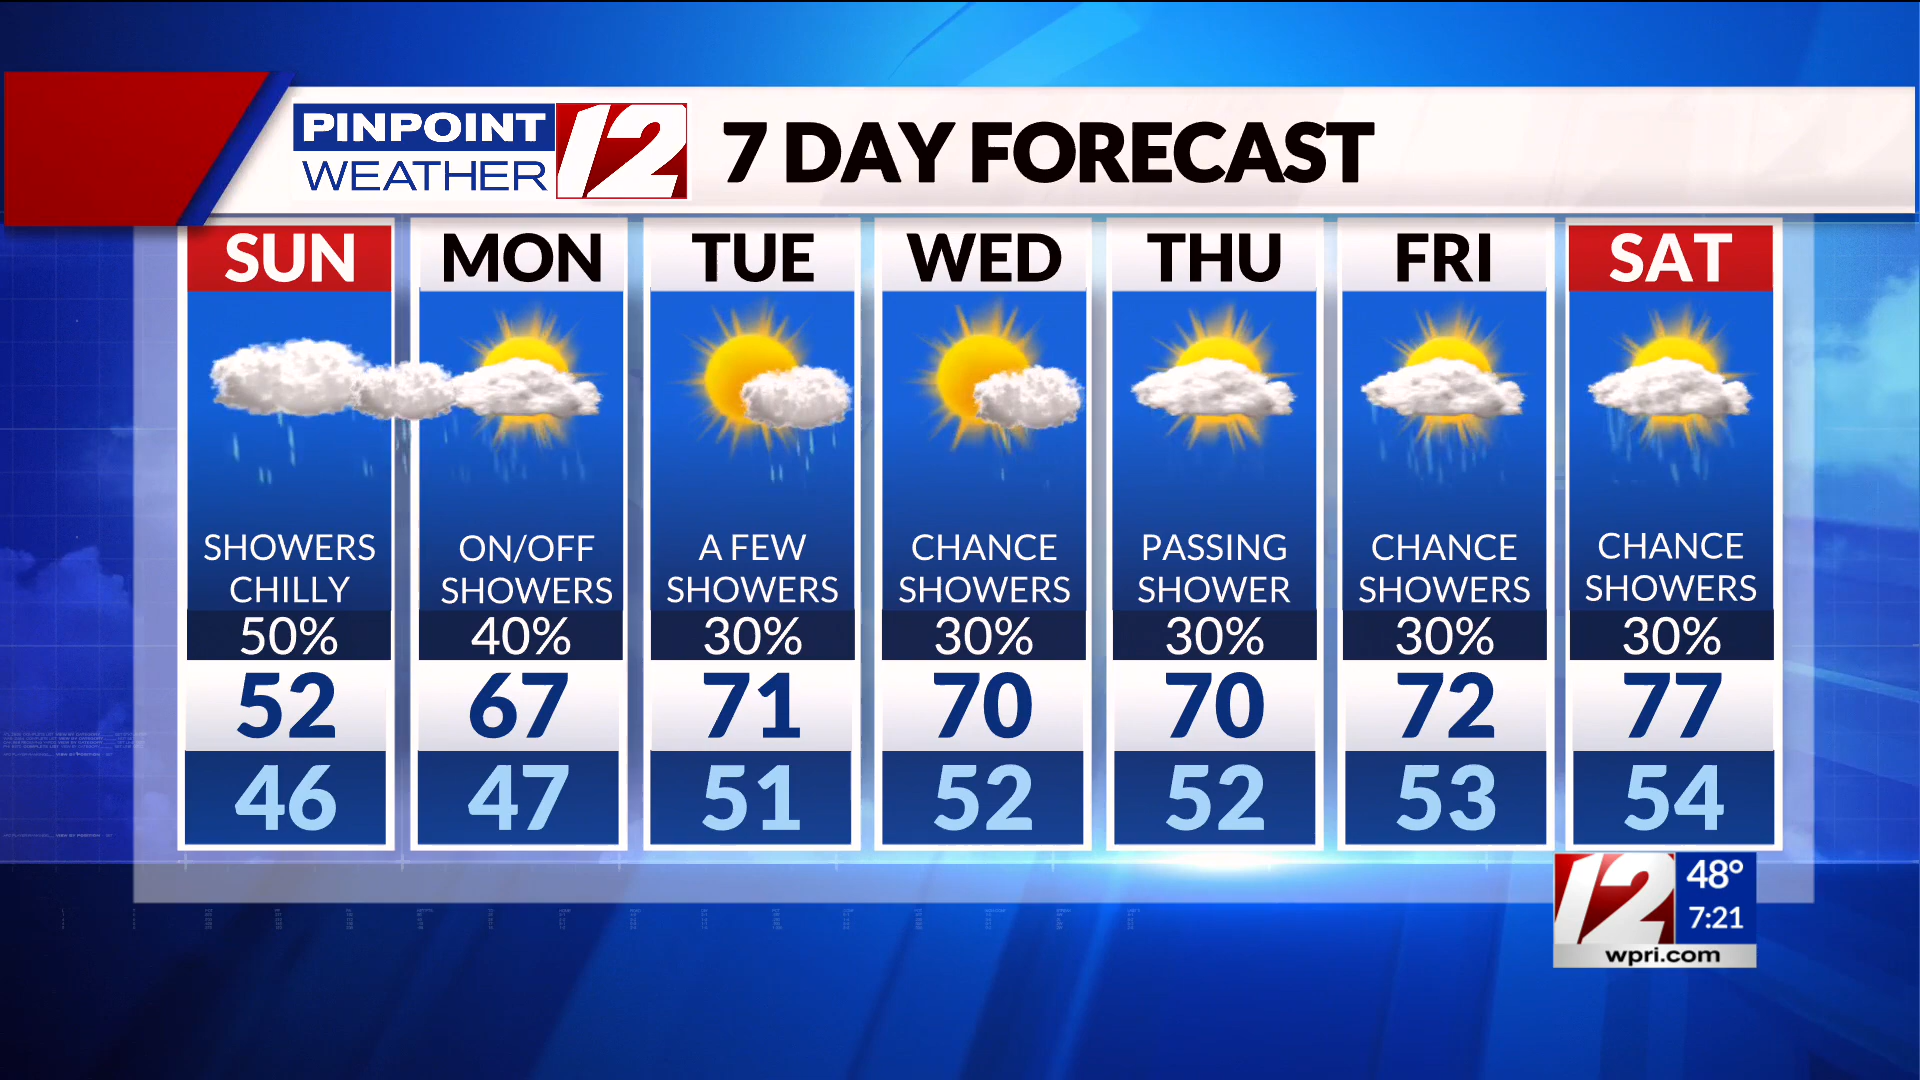 PINPOINT
WEATHER
12
7 DAY FORECAST
SUN
MON
TUE
WED
THU
FRI
SAT
SHOWERS
CHILLY
ON/OFF
SHOWERS
A FEW
SHOWERS
CHANCE
SHOWERS
PASSING
SHOWER
CHANCE
SHOWERS
CHANCE
SHOWERS
50%
40%
30%
30%
30%
30%
30%
52
67
71
70
70
72
77
46
47
51
52
52
53
54
12
48°
7:21
wpri.com